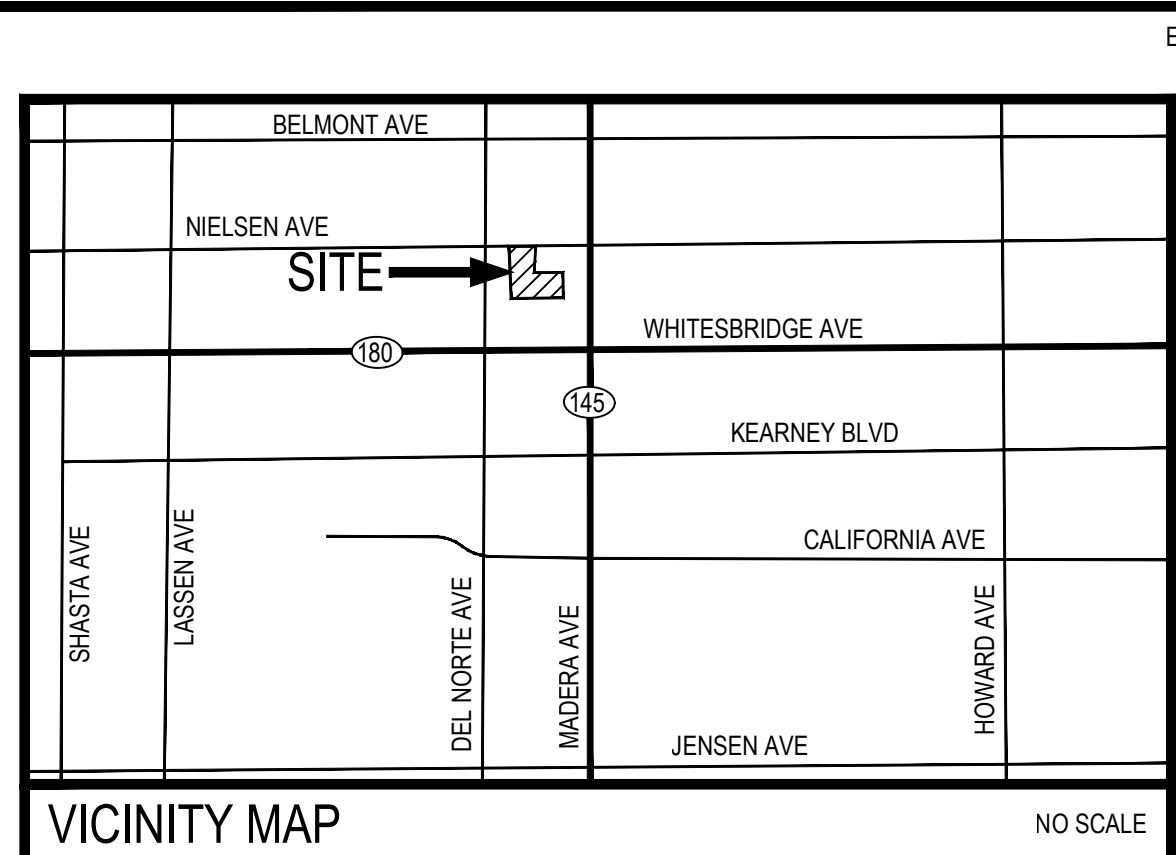 E
BELMONT AVE
NIELSEN AVE
SITE
WHITESBRIDGE AVE
180
145
KEARNEY BLVD
SHASTA AVE
LASSEN AVE
CALIFORNIA AVE
DEL NORTE AVE
MADERA AVE
HOWARD AVE
JENSEN AVE
VICINITY MAP
NO SCALE